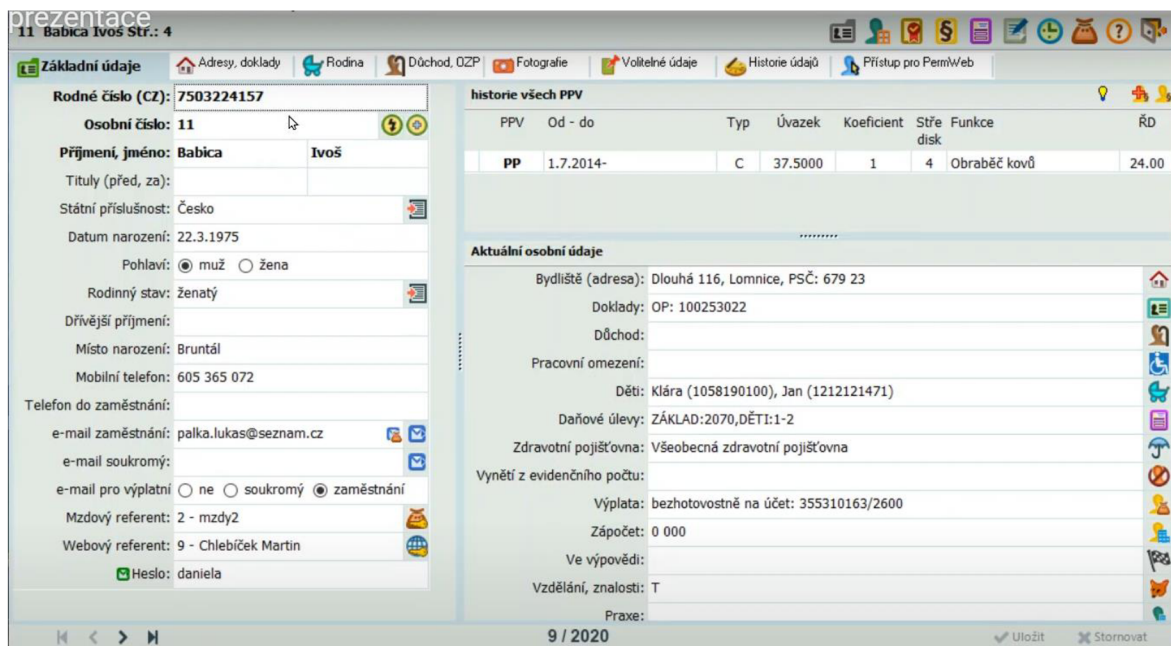 prezentace
11 Babica Ivoš Stř.: 4
Základní údaje
Adresy, doklady
Rodina
Důchod, OZP
Fotografie
Volitelné údaje
Historie údajů
Přístup pro PermWeb
Rodné číslo (CZ): 7503224157
Osobní číslo: 11
Příjmení, jméno: Babica Ivoš
Tituly (před, za):
Státní příslušnost: Česko
Datum narození: 22.3.1975
Pohlaví: muž žena
Rodinný stav: ženatý
Dřívější příjmení:
Místo narození: Bruntál
Mobilní telefon: 605 365 072
Telefon do zaměstnání:
e-mail zaměstnání: palka.lukas@seznam.cz
e-mail soukromý:
e-mail pro výplatní ne soukromý zaměstnání
Mzdový referent: 2 - mzdy2
Webový referent: 9 - Chlebíček Martin
Heslo: daniela
historie všech PPV
PPV Od - do Typ Úvazek Koeficient Stře disk Funkce ŘD
PP 1.7.2014- C 37.5000 1 4 Obraběč kovů 24.00
Aktuální osobní údaje
Bydliště (adresa): Dlouhá 116, Lomnice, PSČ: 679 23
Doklady: OP: 100253022
Důchod:
Pracovní omezení:
Děti: Klára (1058190100), Jan (1212121471)
Daňové úlevy: ZÁKLAD:2070,DĚTI:1-2
Zdravotní pojišťovna: Všeobecná zdravotní pojišťovna
Vynětí z evidenčního počtu:
Výplata: bezhotovostně na účet: 355310163/2600
Zápočet: 0 000
Ve výpovědi:
Vzdělání, znalosti: T
Praxe:
9 / 2020
Uložit
Stornovat